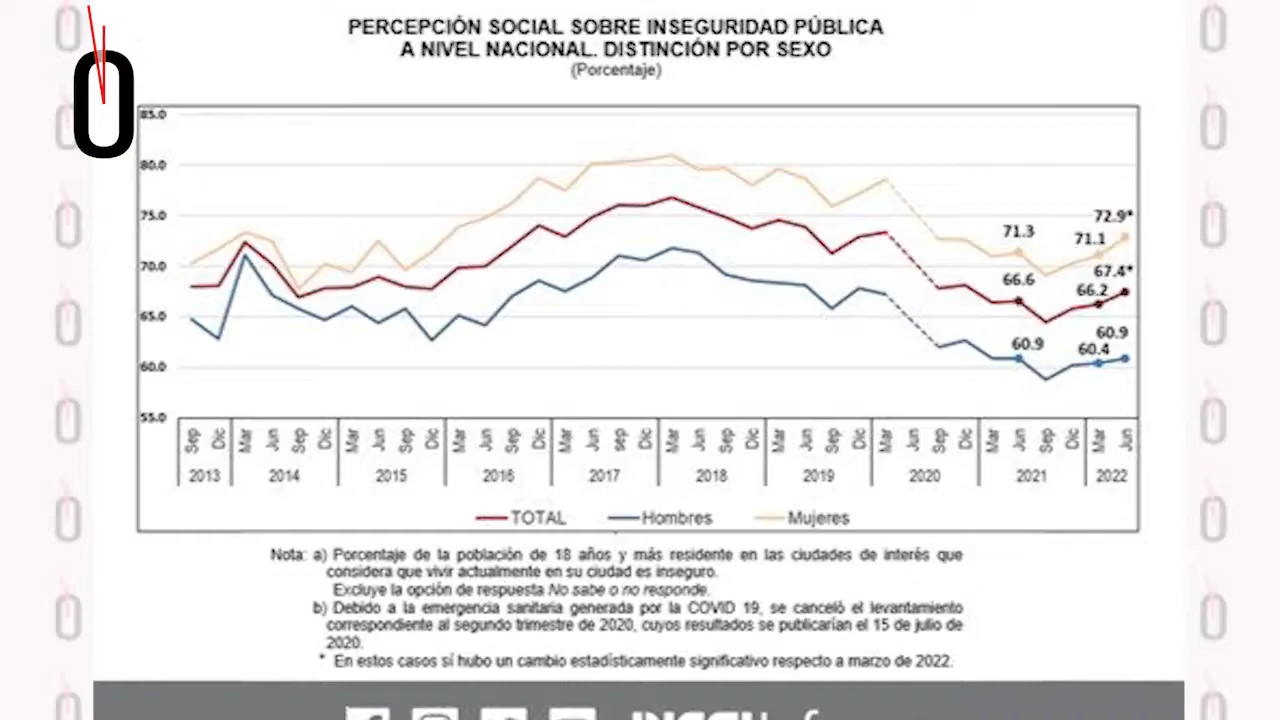 PERCEPCIÓN SOCIAL SOBRE INSEGURIDAD PÚBLICA
A NIVEL NACIONAL. DISTINCIÓN POR SEXO
(Porcentaje)
85.0
80.0
75.0
70.0
65.0
60.0
55.0
71.3
71.1
72.9*
66.6
66.2
67.4*
60.9
60.4
60.9
Sep Dic Mar Jun Sep Dic Mar Jun Sep Dic Mar Jun Sep Dic Mar Jun sep Dic Mar Jun Sep Dic Mar Jun Sep Dic Mar Jun Sep Dic Mar Jun Sep Dic Mar Jun
2013 2014 2015 2016 2017 2018 2019 2020 2021 2022
TOTAL Hombres Mujeres
Nota: a) Porcentaje de la población de 18 años y más residente en las ciudades de interés que
considera que vivir actualmente en su ciudad es inseguro.
Excluye la opción de respuesta No sabe o no responde.
b) Debido a la emergencia sanitaria generada por la COVID 19, se canceló el levantamiento
correspondiente al segundo trimestre de 2020, cuyos resultados se publicarían el 15 de julio de
2020.
* En estos casos sí hubo un cambio estadísticamente significativo respecto a marzo de 2022.